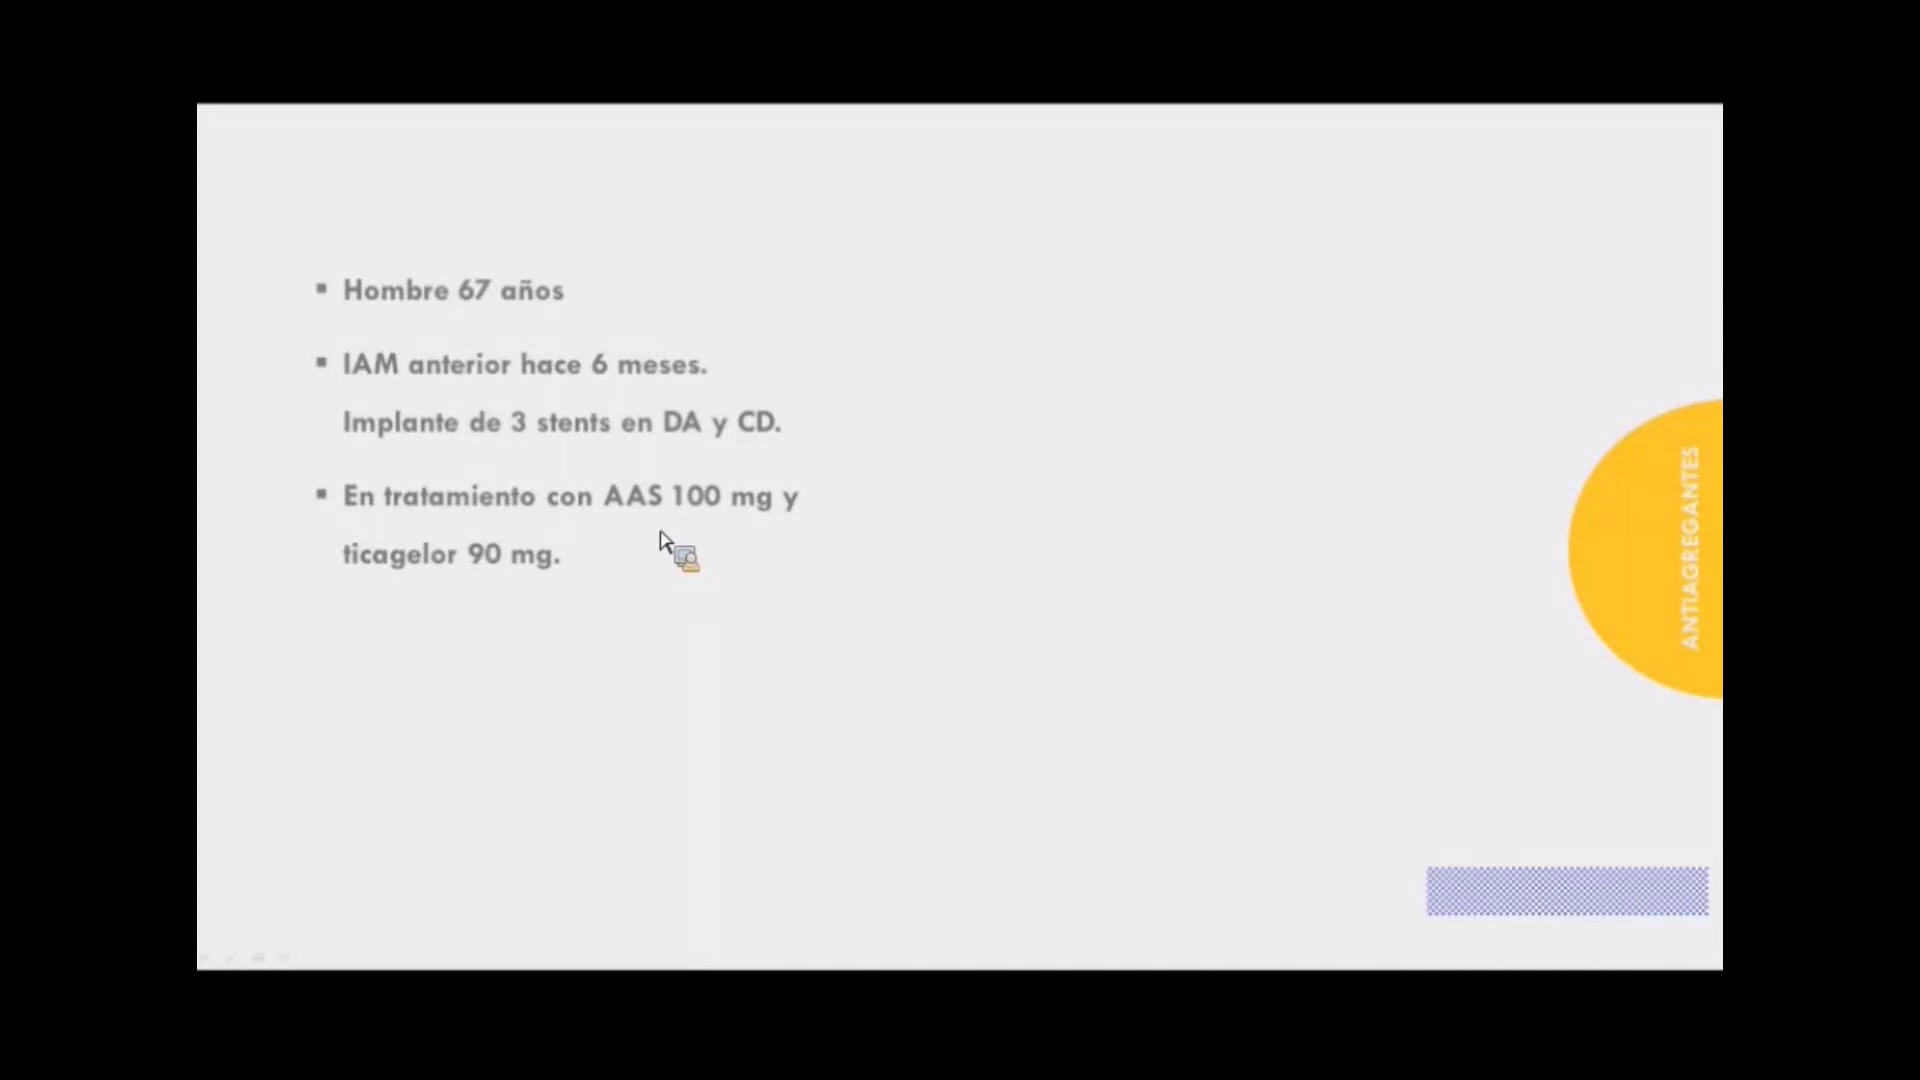 Hombre 67 años
IAM anterior hace 6 meses.
Implante de 3 stents en DA y CD.
En tratamiento con AAS 100 mg y
ticagelor 90 mg.
ANTIAGREGANTES